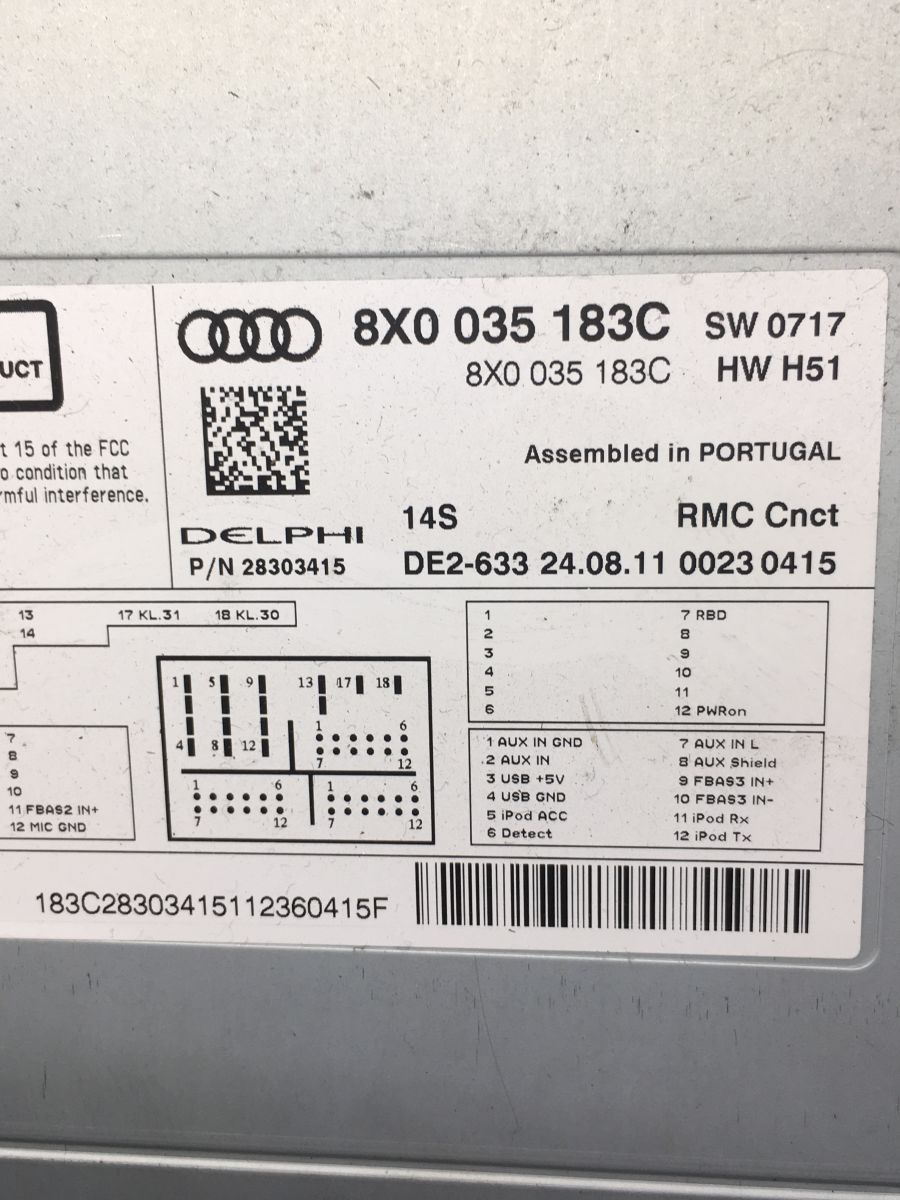 8X0 035 183C SW 0717
8X0 035 183C HW H51
UCT
Assembled in PORTUGAL
t 15 of the FCC
o condition that
rmful interference.
14S RMC Cnct
DELPHI
P/N 28303415
DE2-633 24.08.11 00230415
13 17 KL.31 18 KL.30
14
1 7 RBD
2 8
3 9
4 10
5 11
6 12 PWRon
1 5 9 13 17 18
4 8 12
1 6
7 12
1 6 1 6
7 12 7 12
7
8
9
10
11 FBAS2 IN+
12 MIC GND
1 AUX IN GND 7 AUX IN L
2 AUX IN 8 AUX Shield
3 USB +5V 9 FBAS3 IN+
4 USB GND 10 FBAS3 IN-
5 iPod ACC 11 iPod Rx
6 Detect 12 iPod Tx
183C28303415112360415F